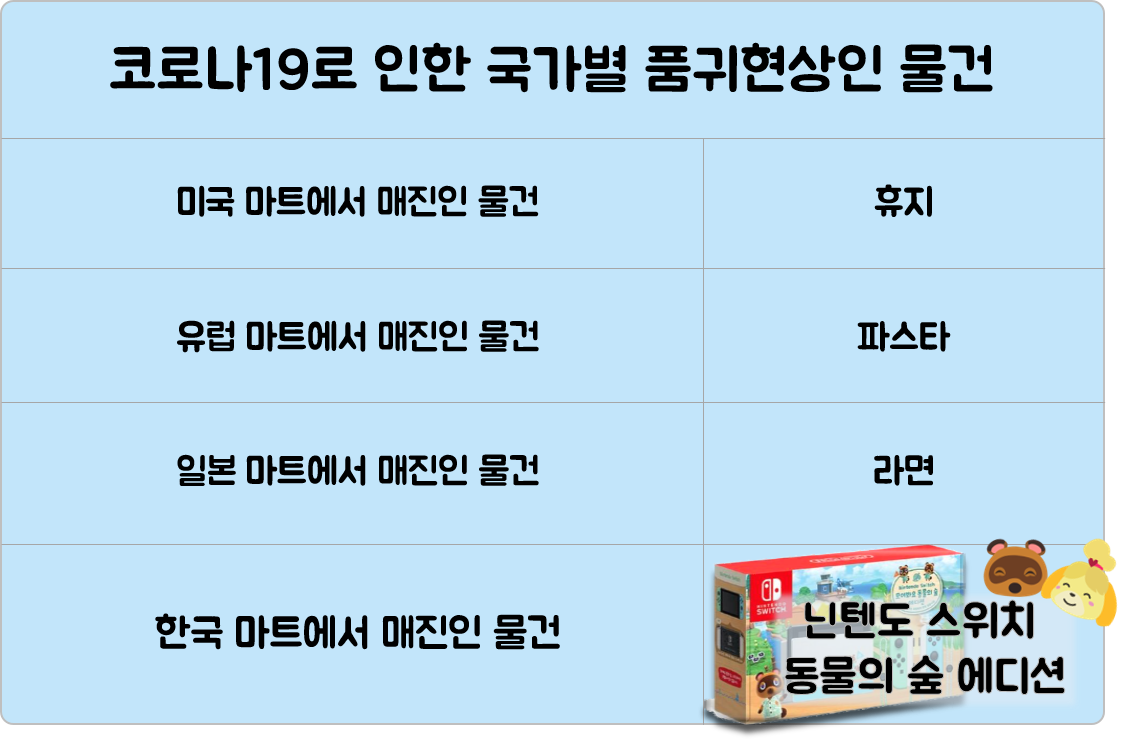 코로나19로 인한 국가별 품귀현상인 물건
미국 마트에서 매진인 물건
휴지
유럽 마트에서 매진인 물건
파스타
일본 마트에서 매진인 물건
라면
한국 마트에서 매진인 물건
NINTENDO
SWITCH
닌텐도 스위치
동물의 숲 에디션